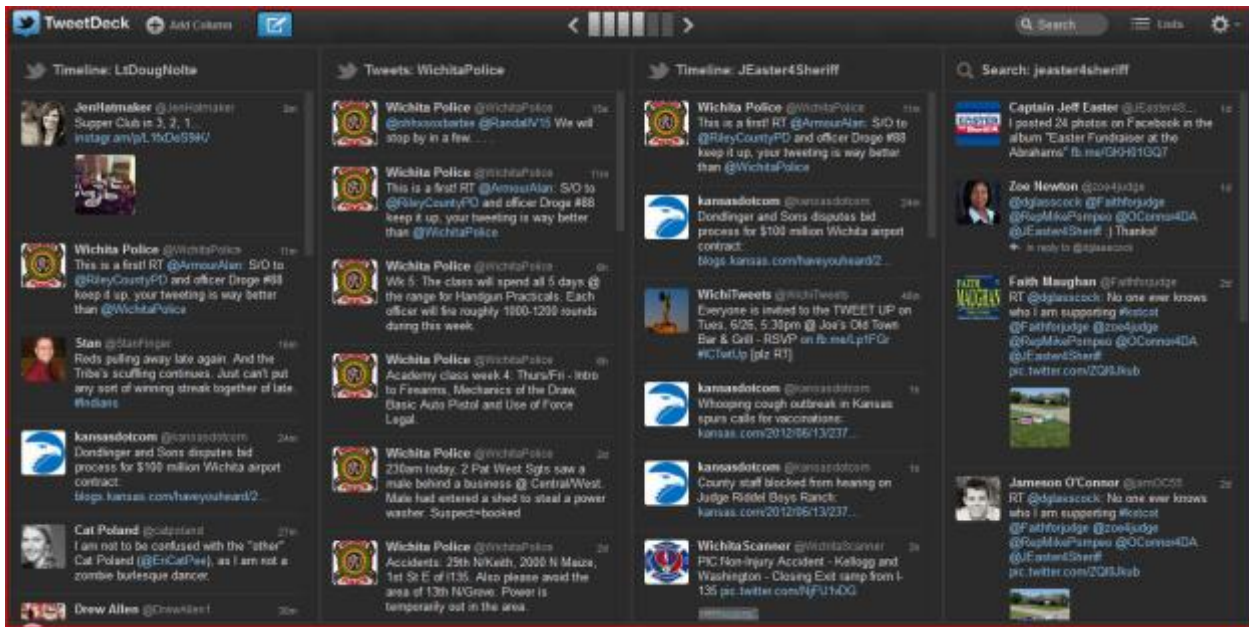 TweetDeck Add Column Search Lists
Timeline: LtDougNolte
JenHatmaker @JenHatmaker
Supper Club in 3, 2, 1...
Wichita Police @WichitaPolice 11m
This is a first! RT @ArmourAlan: S/O to
@RileyCountyPD and officer Droge #88
keep it up, your tweeting is way better
than @WichitaPolice
Stan @StanFinger
Reds pulling away late again. And the
Tribe's scuffling continues. Just can't put
any sort of winning streak together of late.
#Indians
kansasdotcom @kansasdotcom 24m
Dondlinger and Sons disputes bid
process for $100 million Wichita airport
contract:
blogs.kansas.com/haveyouheard/2...
Cat Poland @catpoland
I am not to be confused with the "other"
Cat Poland (@EnCatPee), as I am not a
zombie burlesque dancer.
Drew Allen @DrewAllen1 30m
Tweets: WichitaPolice
Wichita Police @WichitaPolice
@RandallV15 We will
stop by in a few.....
Wichita Police @WichitaPolice 11m
This is a first! RT @ArmourAlan: S/O to
@RileyCountyPD and officer Droge #88
keep it up, your tweeting is way better
than @WichitaPolice
Wichita Police @WichitaPolice 6h
Wk 5: The class will spend all 5 days @
the range for Handgun Practicals. Each
officer will fire roughly 1000-1200 rounds
during this week.
Wichita Police @WichitaPolice 6h
Academy class week 4: Thurs/Fri - Intro
to Firearms, Mechanics of the Draw,
Basic Auto Pistol and Use of Force
Legal.
Wichita Police @WichitaPolice 2d
230am today, 2 Pat West Sgts saw a
male behind a business @ Central/West.
Male had entered a shed to steal a power
washer. Suspect=booked
Wichita Police @WichitaPolice 2d
Accidents: 29th N/Keith, 2000 N Maize,
1st St E of I135. Also please avoid the
area of 13th N/Grove. Power is
temporarily out in the area.
Timeline: JEaster4Sheriff
Wichita Police @WichitaPolice 11m
This is a first! RT @ArmourAlan: S/O to
@RileyCountyPD and officer Droge #88
keep it up, your tweeting is way better
than @WichitaPolice
kansasdotcom @kansasdotcom 24m
Dondlinger and Sons disputes bid
process for $100 million Wichita airport
contract:
blogs.kansas.com/haveyouheard/2...
WichiTweets @WichiTweets
Everyone is invited to the TWEET UP on
Tues, 6/26, 5:30pm @ Joe's Old Town
Bar & Grill - RSVP on fb.me/Lp1FGr
#ICTwtUp [plz RT]
kansasdotcom @kansasdotcom
Whooping cough outbreak in Kansas
spurs calls for vaccinations:
kansas.com/2012/06/13/237...
kansasdotcom @kansasdotcom
County staff blocked from hearing on
Judge Riddel Boys Ranch:
kansas.com/2012/06/13/237...
WichitaScanner @WichitaScanner
PIC Non-Injury Accident - Kellogg and
Washington - Closing Exit ramp from I-
135 pic.twitter.com/NjFU1vDG
Search: jeaster4sheriff
Captain Jeff Easter @JEaster4S... 1d
I posted 24 photos on Facebook in the
album "Easter Fundraiser at the
Abrahams" fb.me/GKH01GQ7
Zoe Newton @zoe4judge
@dglasscock @Faithforjudge
@RepMikePompeo @OConnor4DA
@JEaster4Sheriff :) Thanks!
In reply to @dglasscock
Faith Maughan @Faithforjudge 2d
RT @dglasscock: No one ever knows
who I am supporting #kstcot
@Faithforjudge @zoe4judge
@RepMikePompeo @OConnor4DA
@JEaster4Sheriff
pic.twitter.com/ZQI0Jkub
Jameson O'Connor @jamOC55 2d
RT @dglasscock: No one ever knows
who I am supporting #kstcot
@Faithforjudge @zoe4judge
@RepMikePompeo @OConnor4DA
@JEaster4Sheriff
pic.twitter.com/ZQI0Jkub
FAITH
MAUGHAN
EASTER